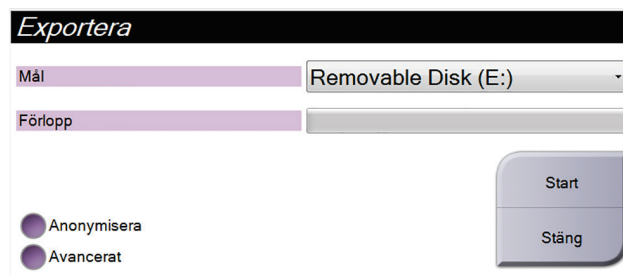 Exportera
Mål
Removable Disk (E:)
Förlopp
Start
Anonymisera
Stäng
Avancerat